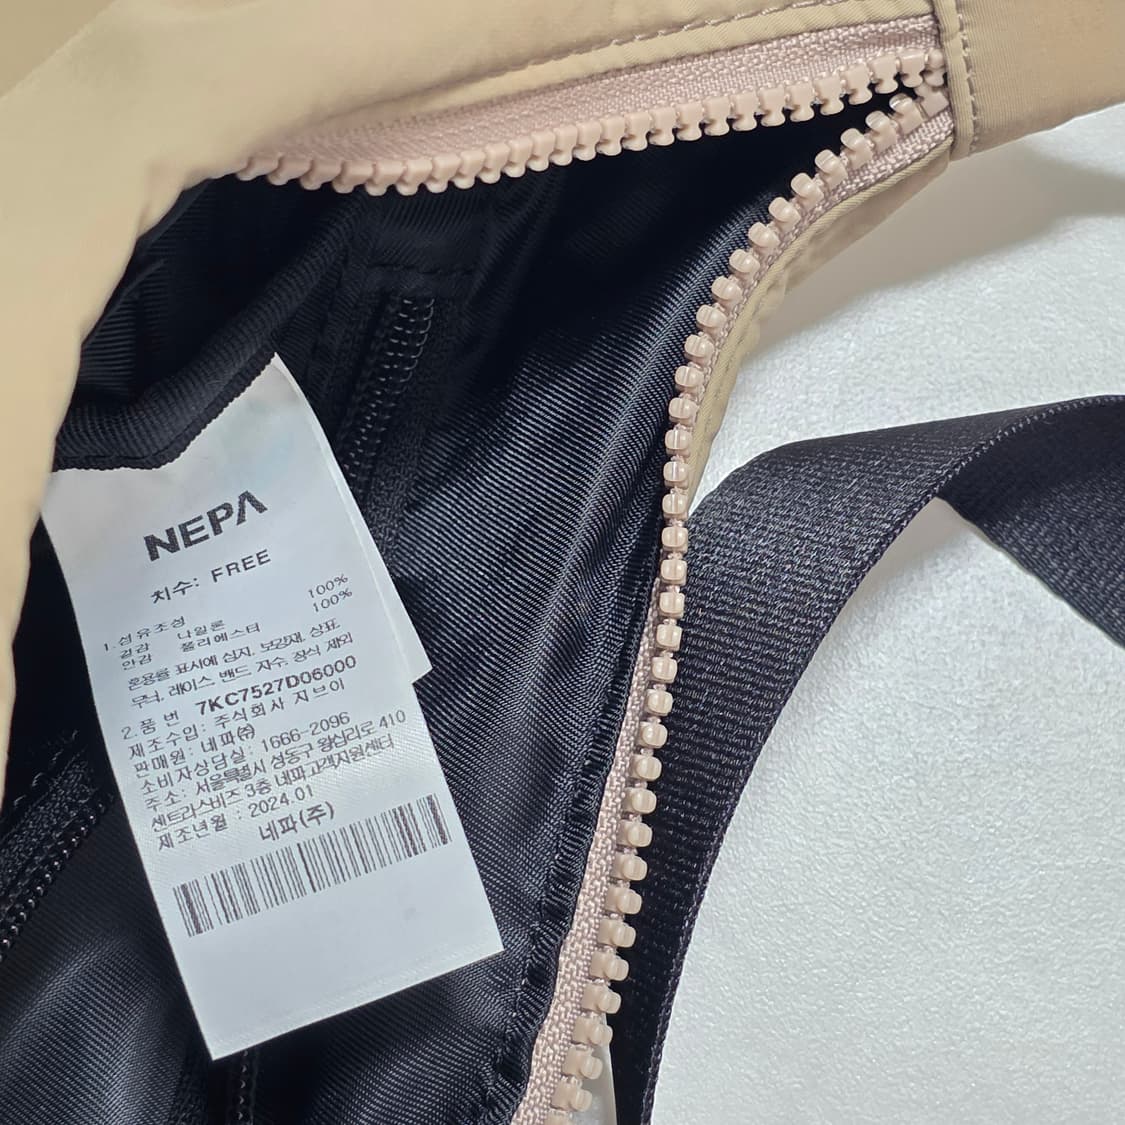 NEPA
치수: FREE
1. 섬유조성
겉감 나일론 100%
안감 폴리에스터 100%
혼용률 표시에 심지, 보강재, 상표
무늬, 레이스, 밴드, 자수, 장식 제외
2. 품 번 7KC7527D06000
제조수입 : 주식회사 지브이
판매원 : 네파(주)
소비자상담실 : 1666-2096
주소: 서울특별시 성동구 왕십리로 410
센트라스비즈 3층 네파고객지원센터
제조년월 : 2024.01
네파(주)